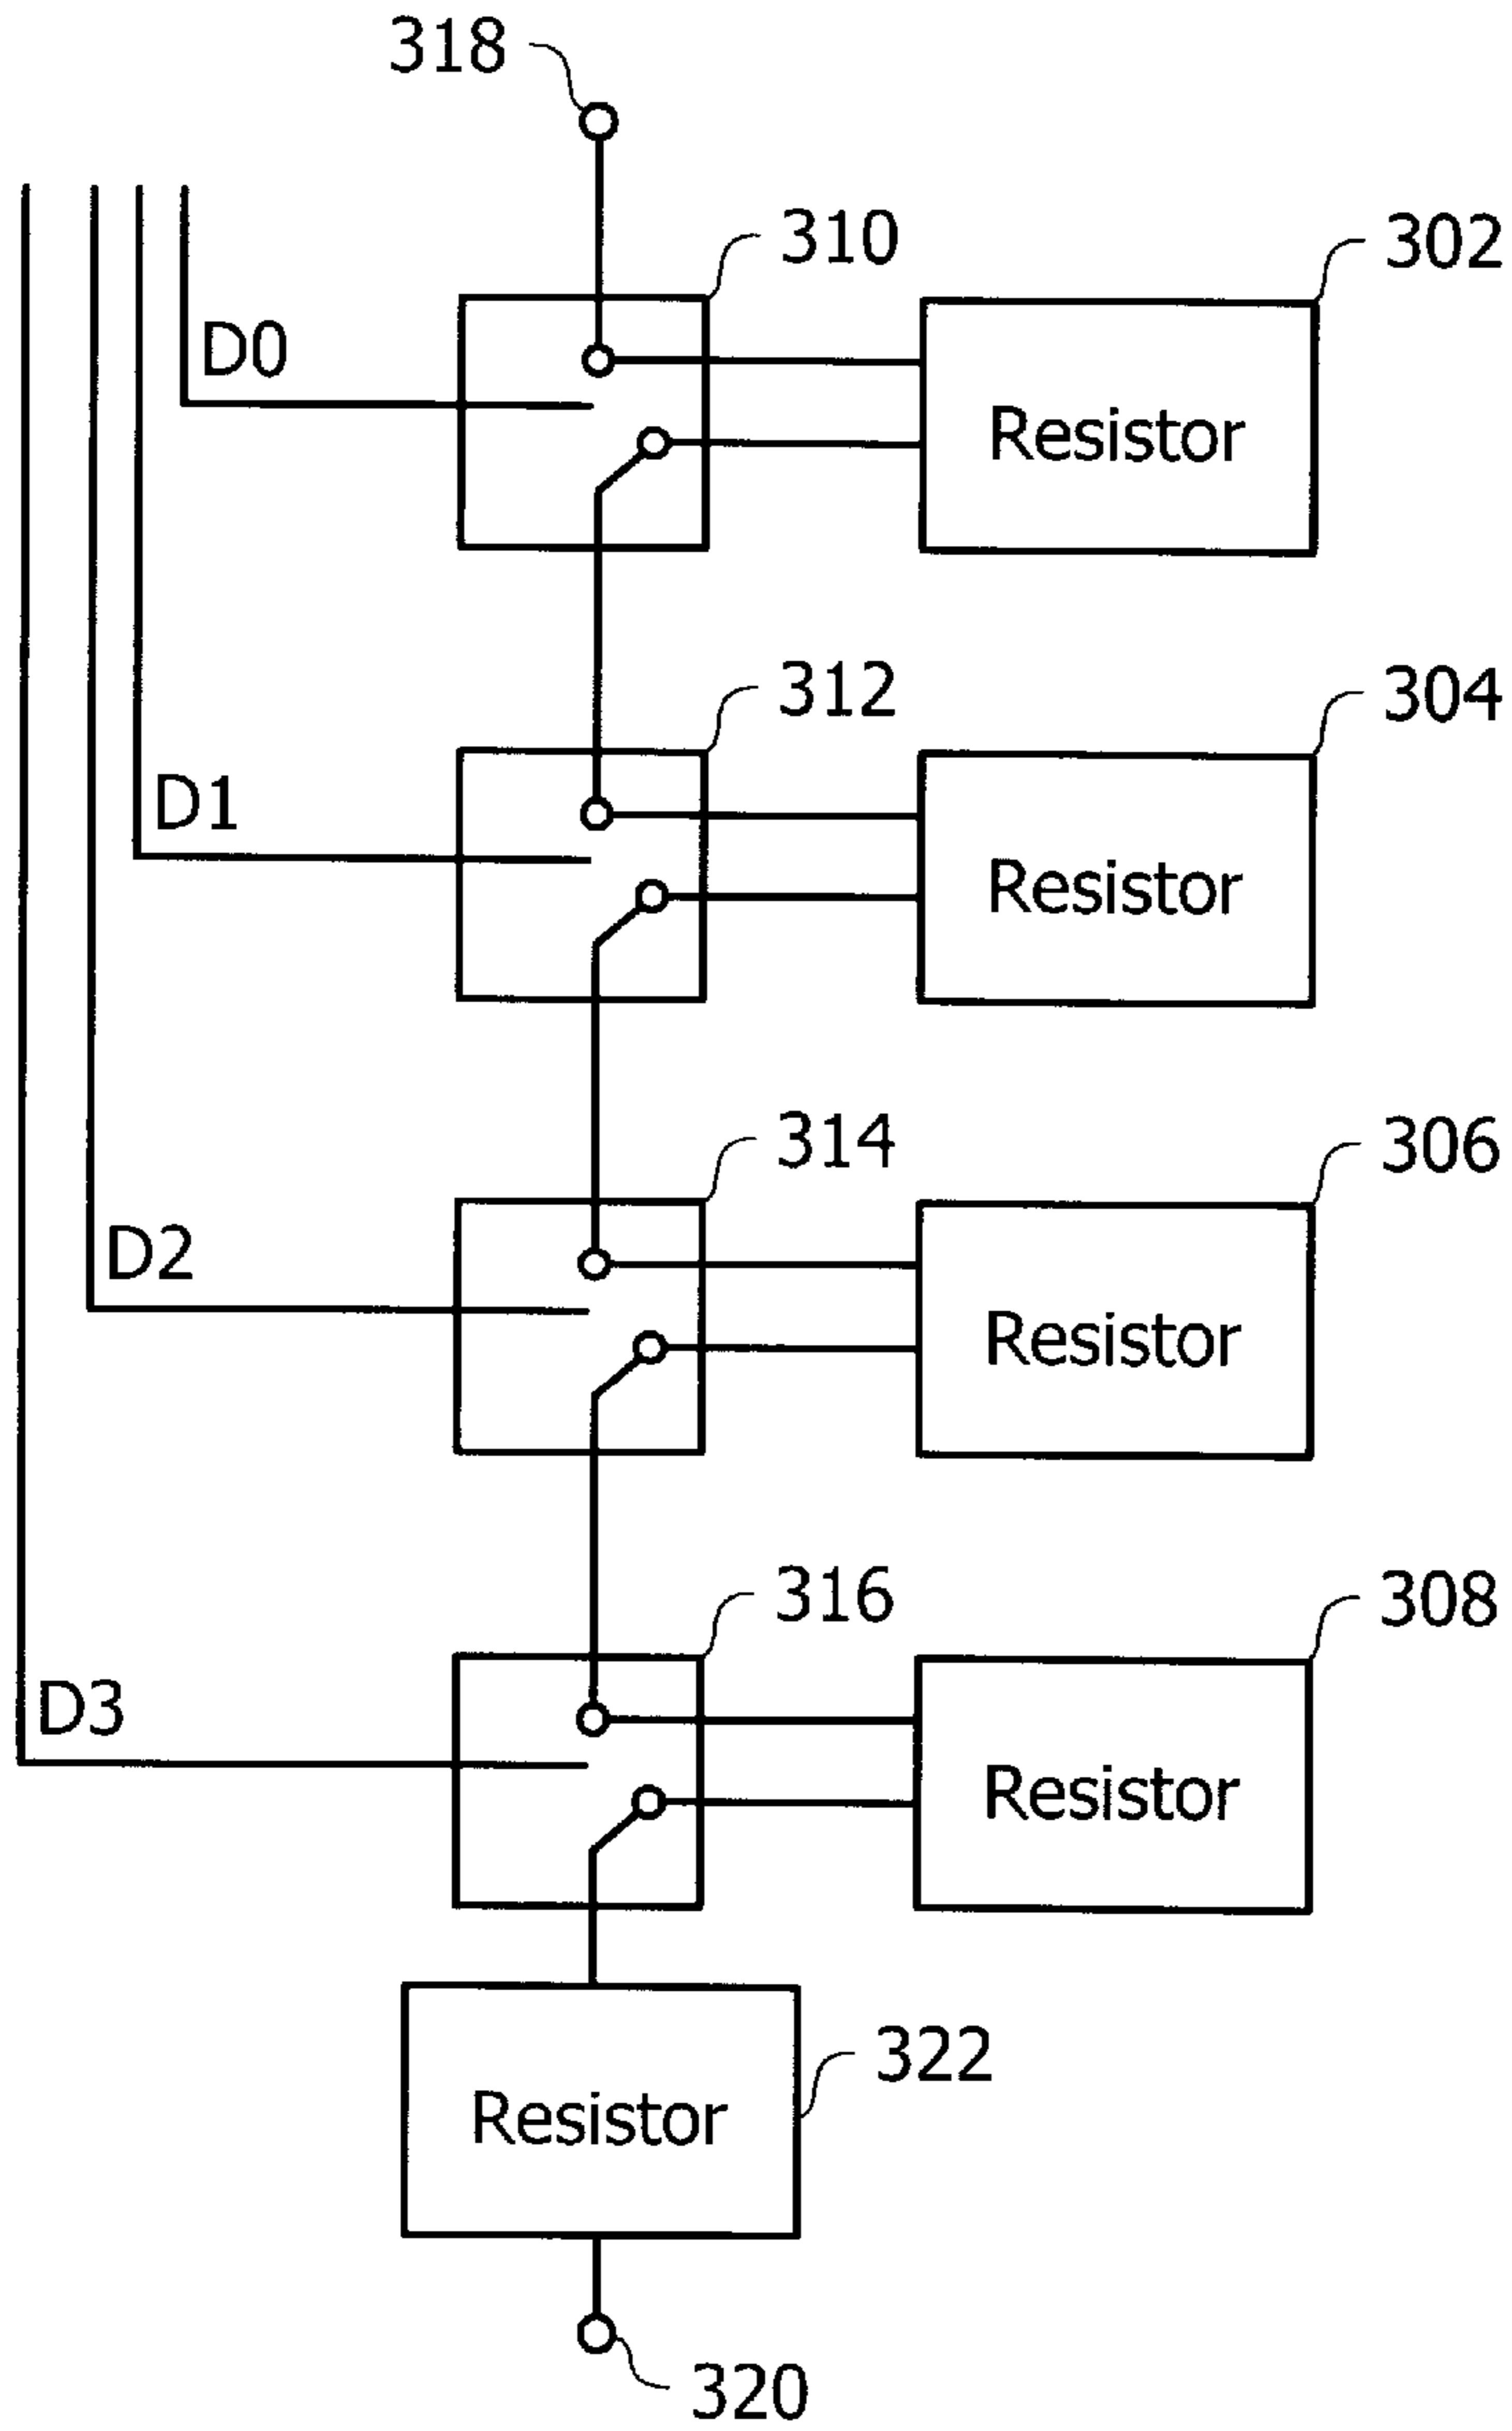 318
310
302
D0
Resistor
312
304
D1
Resistor
314
306
D2
Resistor
316
308
D3
Resistor
322
Resistor
320